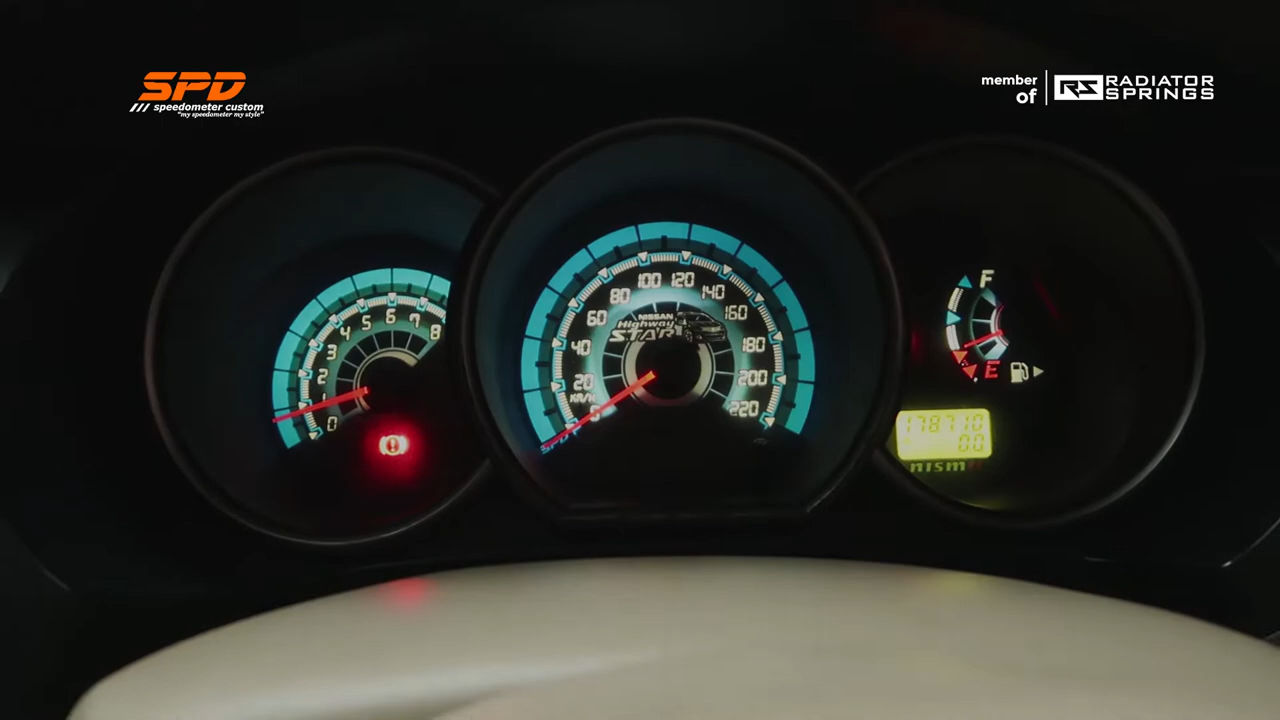 SPD
/// speedometer custom
"my speedometer my style"
member
of
RS RADIATOR
SPRINGS
0
2
3
4
5
6
7
8
0
20
40
60
80
100
120
140
160
180
200
220
KM/H
NISSAN
Highway
STAR
SPD
F
E
178710
0.0
nism